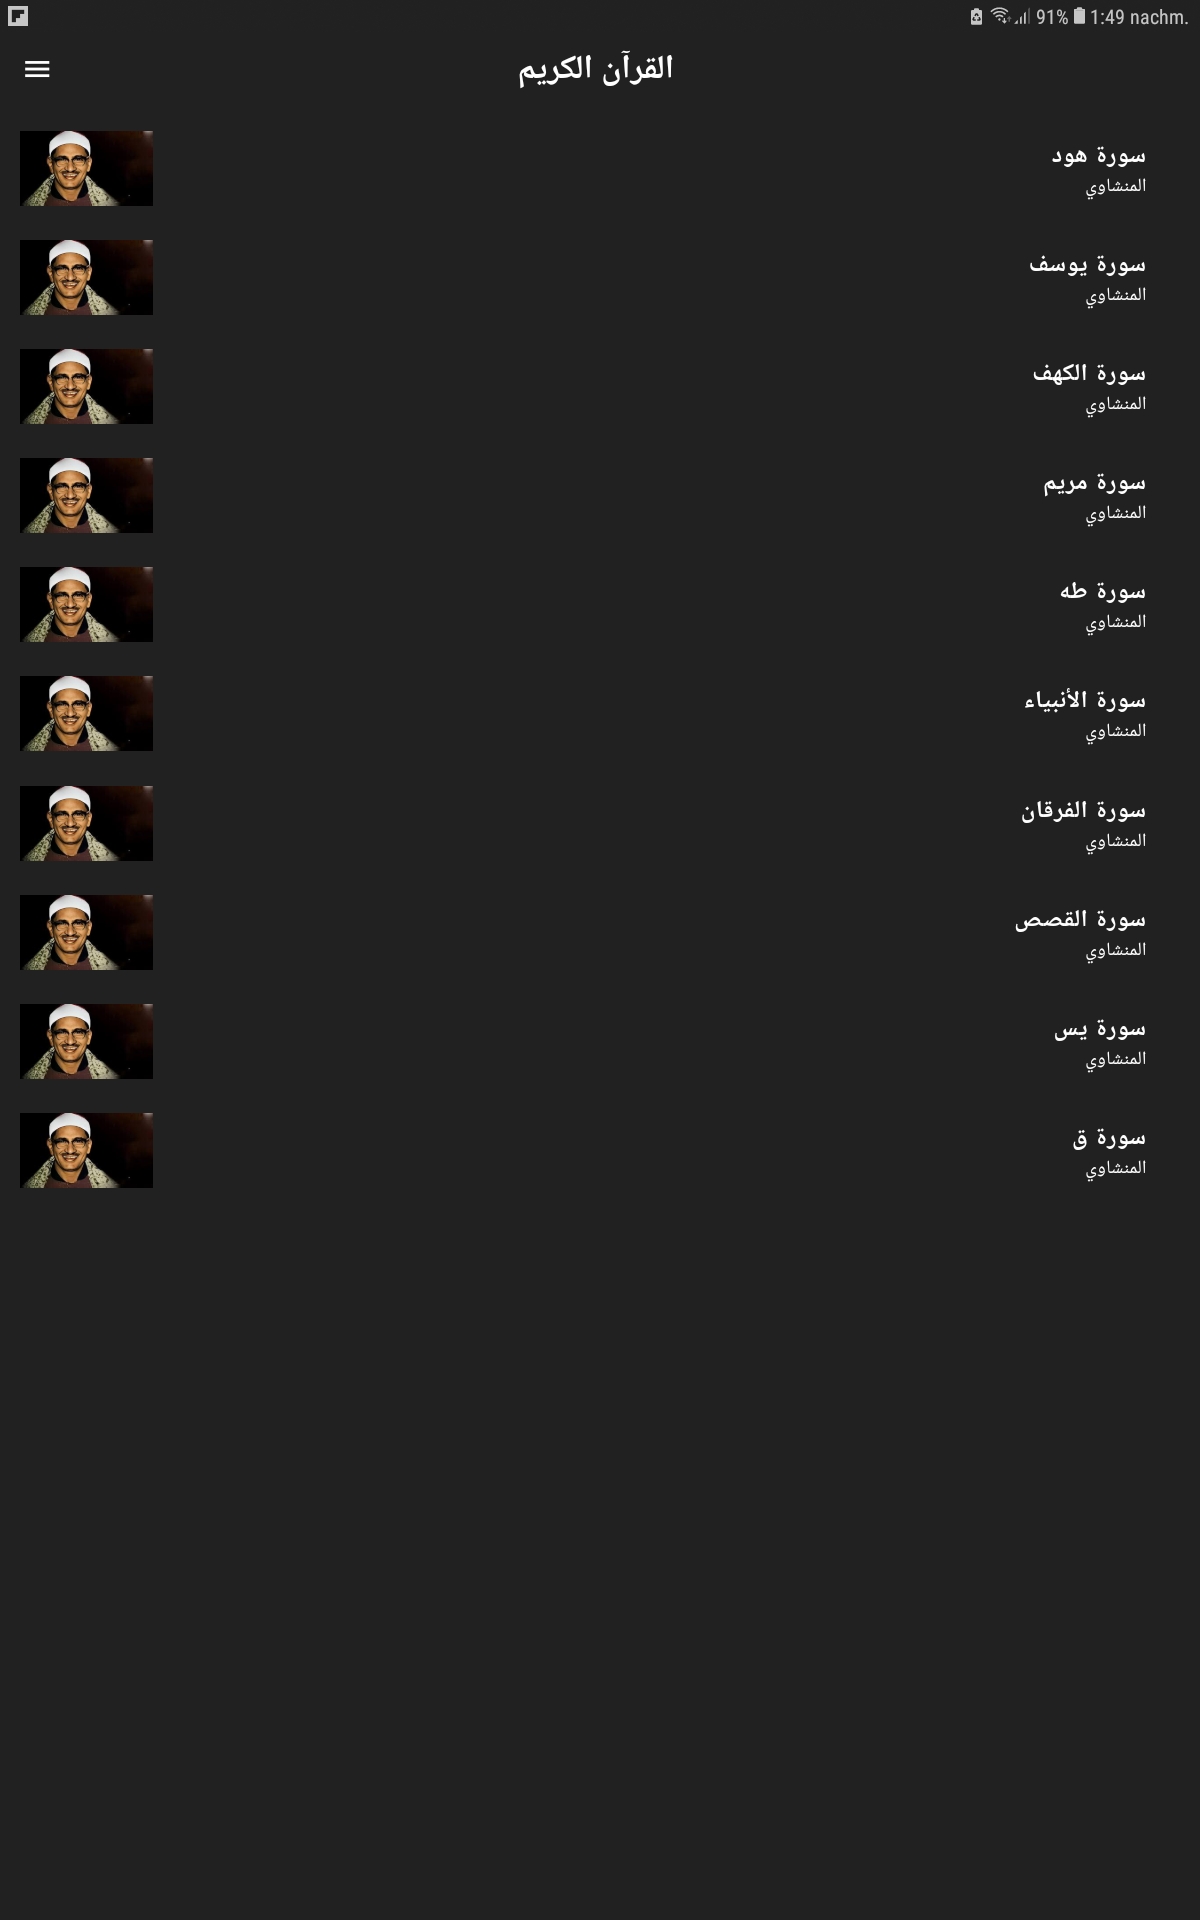 91% 1:49 nachm.
القرآن الكريم
سورة هود
المنشاوي
سورة يوسف
المنشاوي
سورة الكهف
المنشاوي
سورة مريم
المنشاوي
سورة طه
المنشاوي
سورة الأنبياء
المنشاوي
سورة الفرقان
المنشاوي
سورة القصص
المنشاوي
سورة يس
المنشاوي
سورة ق
المنشاوي